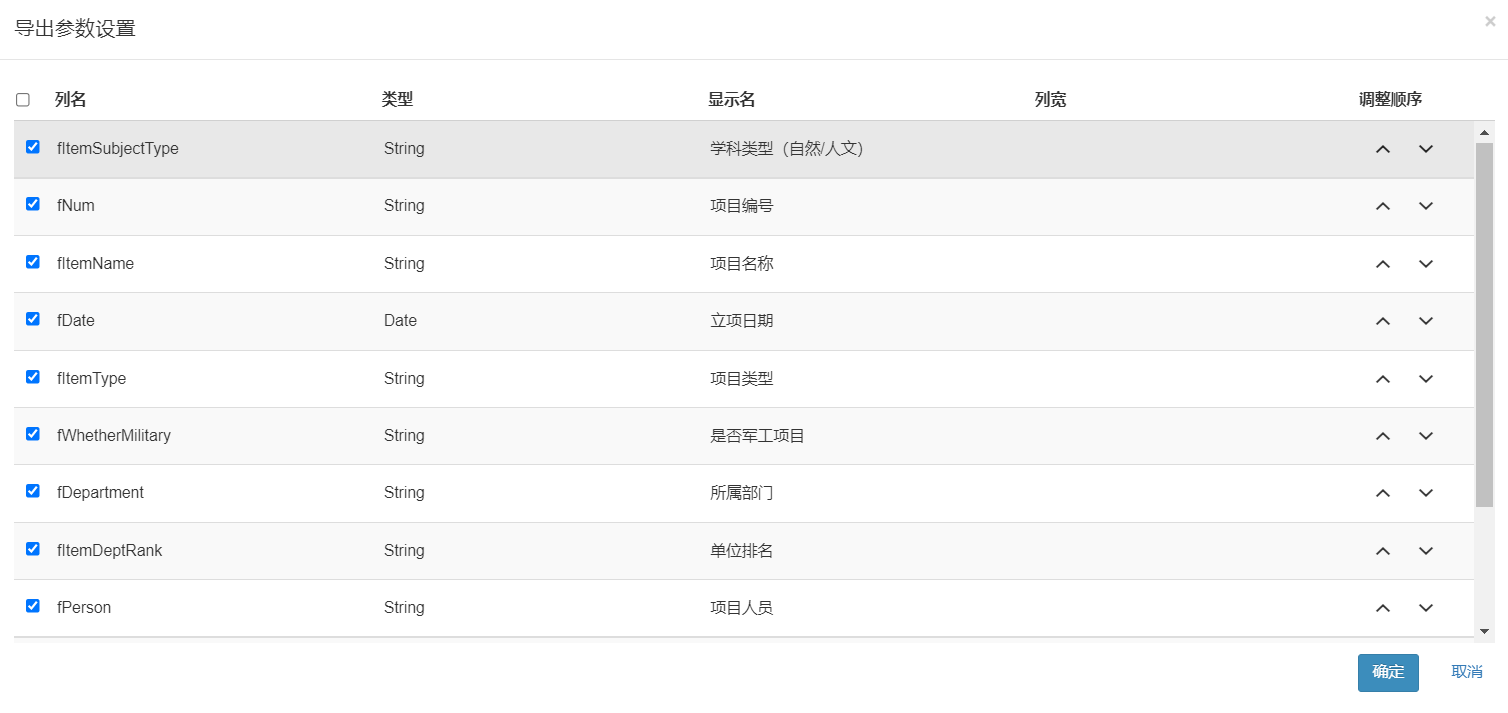 导出参数设置
×
列名 类型 显示名 列宽 调整顺序
fItemSubjectType String 学科类型（自然/人文）
fNum String 项目编号
fItemName String 项目名称
fDate Date 立项日期
fItemType String 项目类型
fWhetherMilitary String 是否军工项目
fDepartment String 所属部门
fItemDeptRank String 单位排名
fPerson String 项目人员
确定 取消